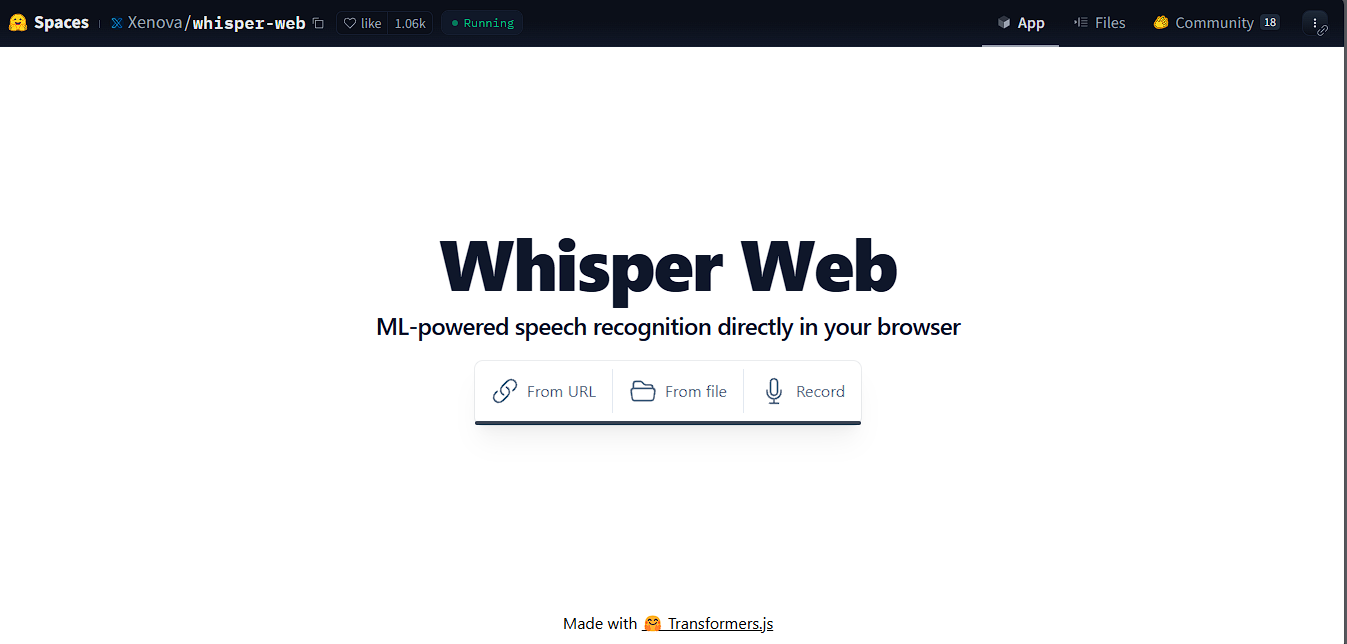 Spaces Xenova/whisper-web like 1.06k Running App Files Community 18
Whisper Web
ML-powered speech recognition directly in your browser
From URL From file Record
Made with 🤗 Transformers.js